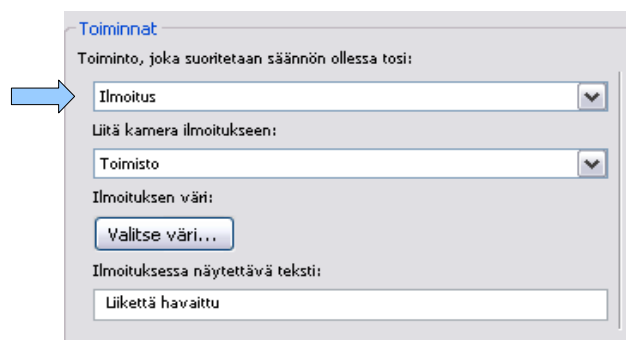 Toiminnat
Toiminto, joka suoritetaan säännön ollessa tosi:
Ilmoitus
Liitä kamera ilmoitukseen:
Toimisto
Ilmoituksen väri:
Valitse väri...
Ilmoituksessa näytettävä teksti:
Liikettä havaittu